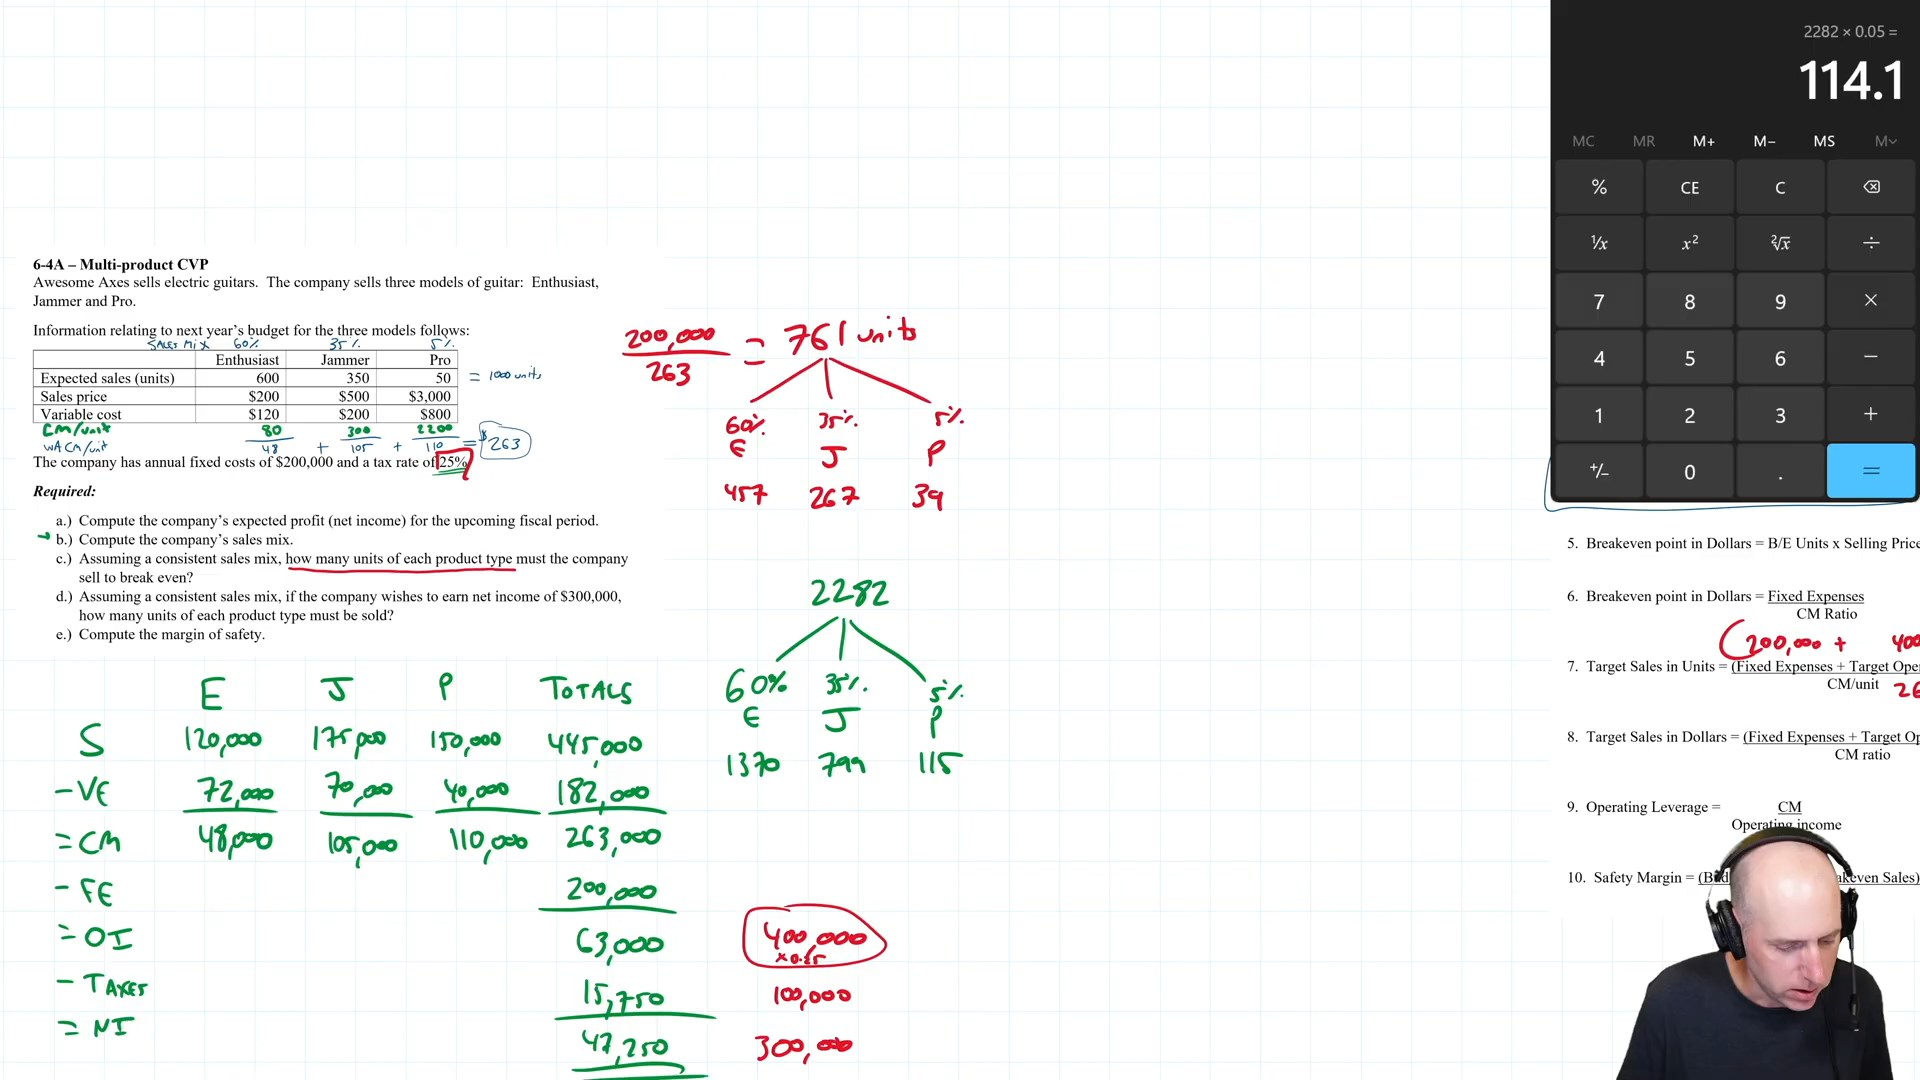 6-4A – Multi-product CVP
Awesome Axes sells electric guitars. The company sells three models of guitar: Enthusiast,
Jammer and Pro.
Information relating to next year's budget for the three models follows:
SALES MIX 60% 35% 5%
Enthusiast Jammer Pro
Expected sales (units) 600 350 50 = 1000 units
Sales price $200 $500 $3,000
Variable cost $120 $200 $800
CM/unit 80 300 2200
WA CM/unit 48 + 105 + 110 = $263
The company has annual fixed costs of $200,000 and a tax rate of 25%
Required:
a.) Compute the company's expected profit (net income) for the upcoming fiscal period.
b.) Compute the company's sales mix.
c.) Assuming a consistent sales mix, how many units of each product type must the company
sell to break even?
d.) Assuming a consistent sales mix, if the company wishes to earn net income of $300,000,
how many units of each product type must be sold?
e.) Compute the margin of safety.
E J P TOTALS
S 120,000 175,000 150,000 445,000
- VE 72,000 70,000 40,000 182,000
= CM 48,000 105,000 110,000 263,000
- FE 200,000
= OI 63,000
- TAXES 15,750
= NI 47,250
200,000
263
= 761 units
60% 35% 5%
E J P
457 267 39
2282
60% 35% 5%
E J P
1370 799 115
400,000
x 0.25
100,000
300,000
2282 × 0.05 =
114.1
MC MR M+ M− MS M˅
% CE C ⌫
¹/x x² ²√x ÷
7 8 9 ×
4 5 6 −
1 2 3 +
+/− 0 . =
5. Breakeven point in Dollars = B/E Units x Selling Price
6. Breakeven point in Dollars = Fixed Expenses
CM Ratio
(200,000 + 400
7. Target Sales in Units = (Fixed Expenses + Target Ope
CM/unit 26
8. Target Sales in Dollars = (Fixed Expenses + Target Op
CM ratio
9. Operating Leverage = CM
Operating income
10. Safety Margin = (Bud akeven Sales)